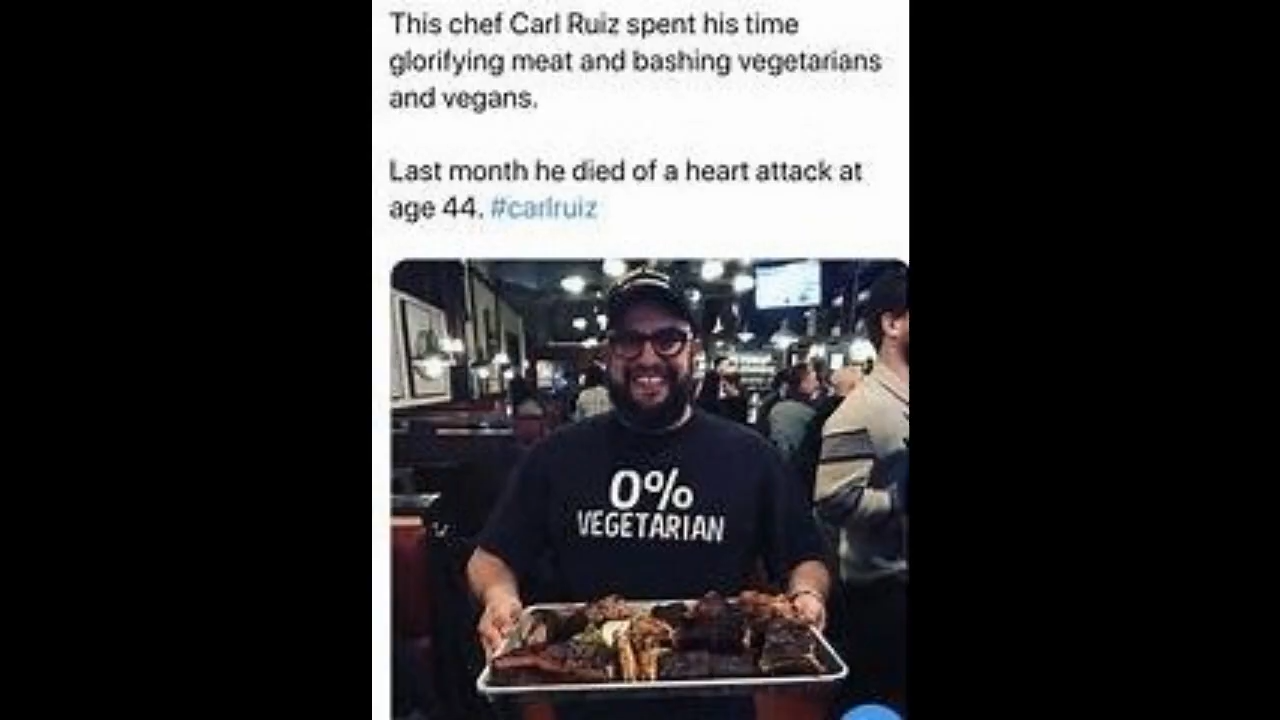 This chef Carl Ruiz spent his time
glorifying meat and bashing vegetarians
and vegans.
Last month he died of a heart attack at
age 44. #carlruiz
0%
VEGETARIAN